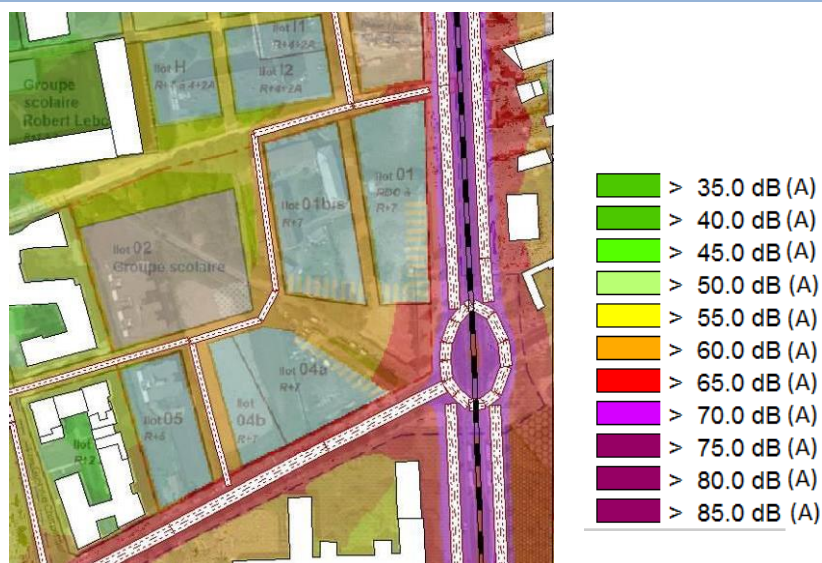 Ilot I1
R+4+2A
Ilot H
Ilot I2
R+4+2A
Groupe
scolaire
Robert Lebo
Ilot 01
RDC à
R+7
Ilot 01bis
R+7
Ilot 02
Groupe scolaire
Ilot 04a
R+7
Ilot 05
R+6
Ilot
04b
R+7
Ilot
> 35.0 dB (A)
> 40.0 dB (A)
> 45.0 dB (A)
> 50.0 dB (A)
> 55.0 dB (A)
> 60.0 dB (A)
> 65.0 dB (A)
> 70.0 dB (A)
> 75.0 dB (A)
> 80.0 dB (A)
> 85.0 dB (A)